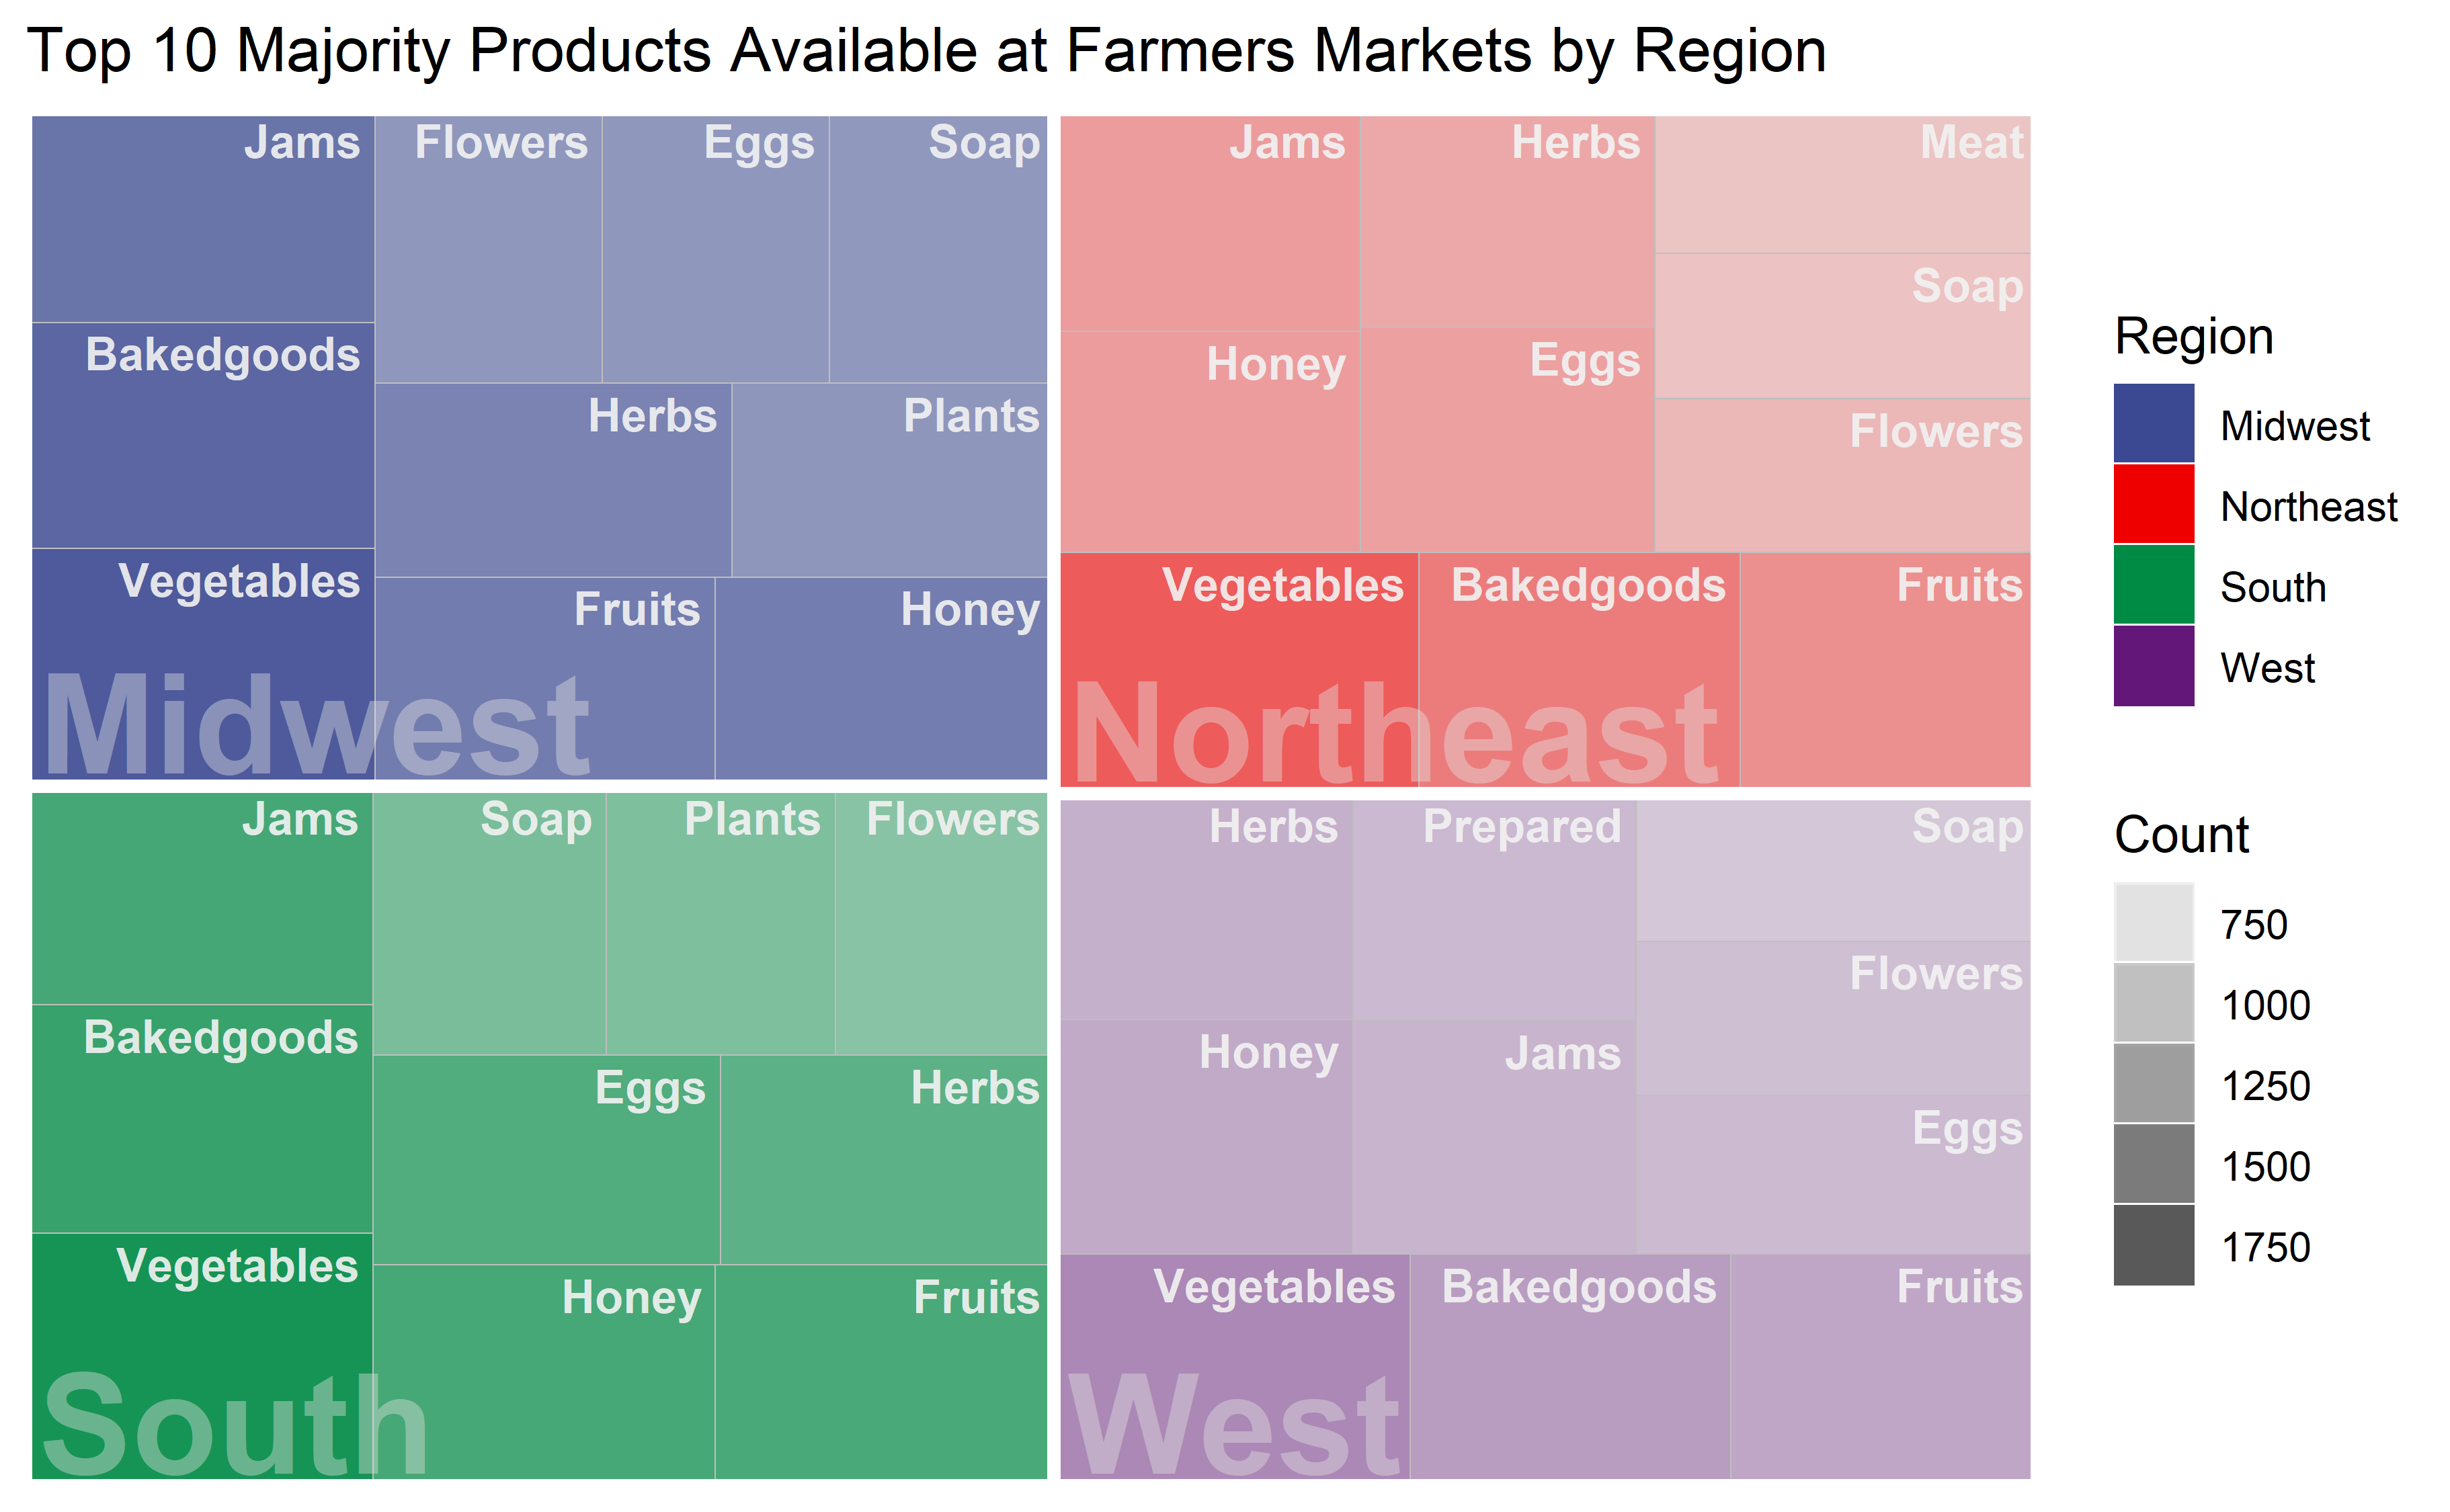 Top 10 Majority Products Available at Farmers Markets by Region
Jams
Flowers
Eggs
Soap
Bakedgoods
Herbs
Plants
Vegetables
Fruits
Honey
Midwest
Jams
Herbs
Meat
Soap
Honey
Eggs
Flowers
Vegetables
Bakedgoods
Fruits
Northeast
Jams
Soap
Plants
Flowers
Bakedgoods
Eggs
Herbs
Vegetables
Honey
Fruits
South
Herbs
Prepared
Soap
Flowers
Honey
Jams
Eggs
Vegetables
Bakedgoods
Fruits
West
Region
Midwest
Northeast
South
West
Count
750
1000
1250
1500
1750